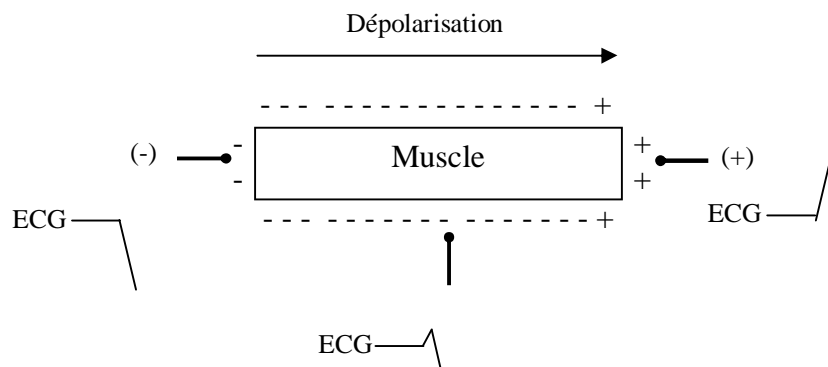 Dépolarisation
- - - - - - - - - - - - - - - - - - +
(-) - Muscle + (+)
- +
ECG - - - - - - - - - - - - - - - - - - + ECG
ECG